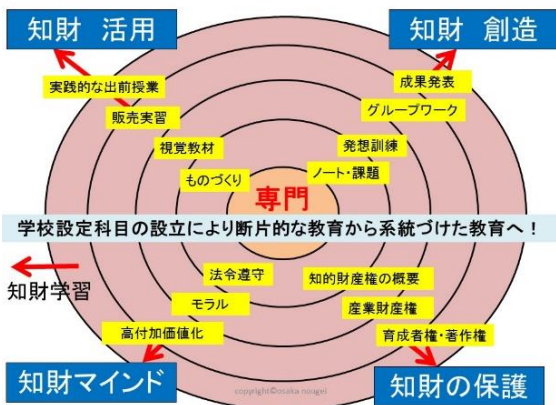 知財 活用
知財 創造
実践的な出前授業
成果発表
販売実習
グループワーク
視覚教材
発想訓練
ものづくり
ノート・課題
専門
学校設定科目の設立により断片的な教育から系統づけた教育へ!
知財学習
法令遵守
知的財産権の概要
モラル
産業財産権
高付加価値化
育成者権・著作権
知財マインド
知財の保護
copyright©osaka nougei